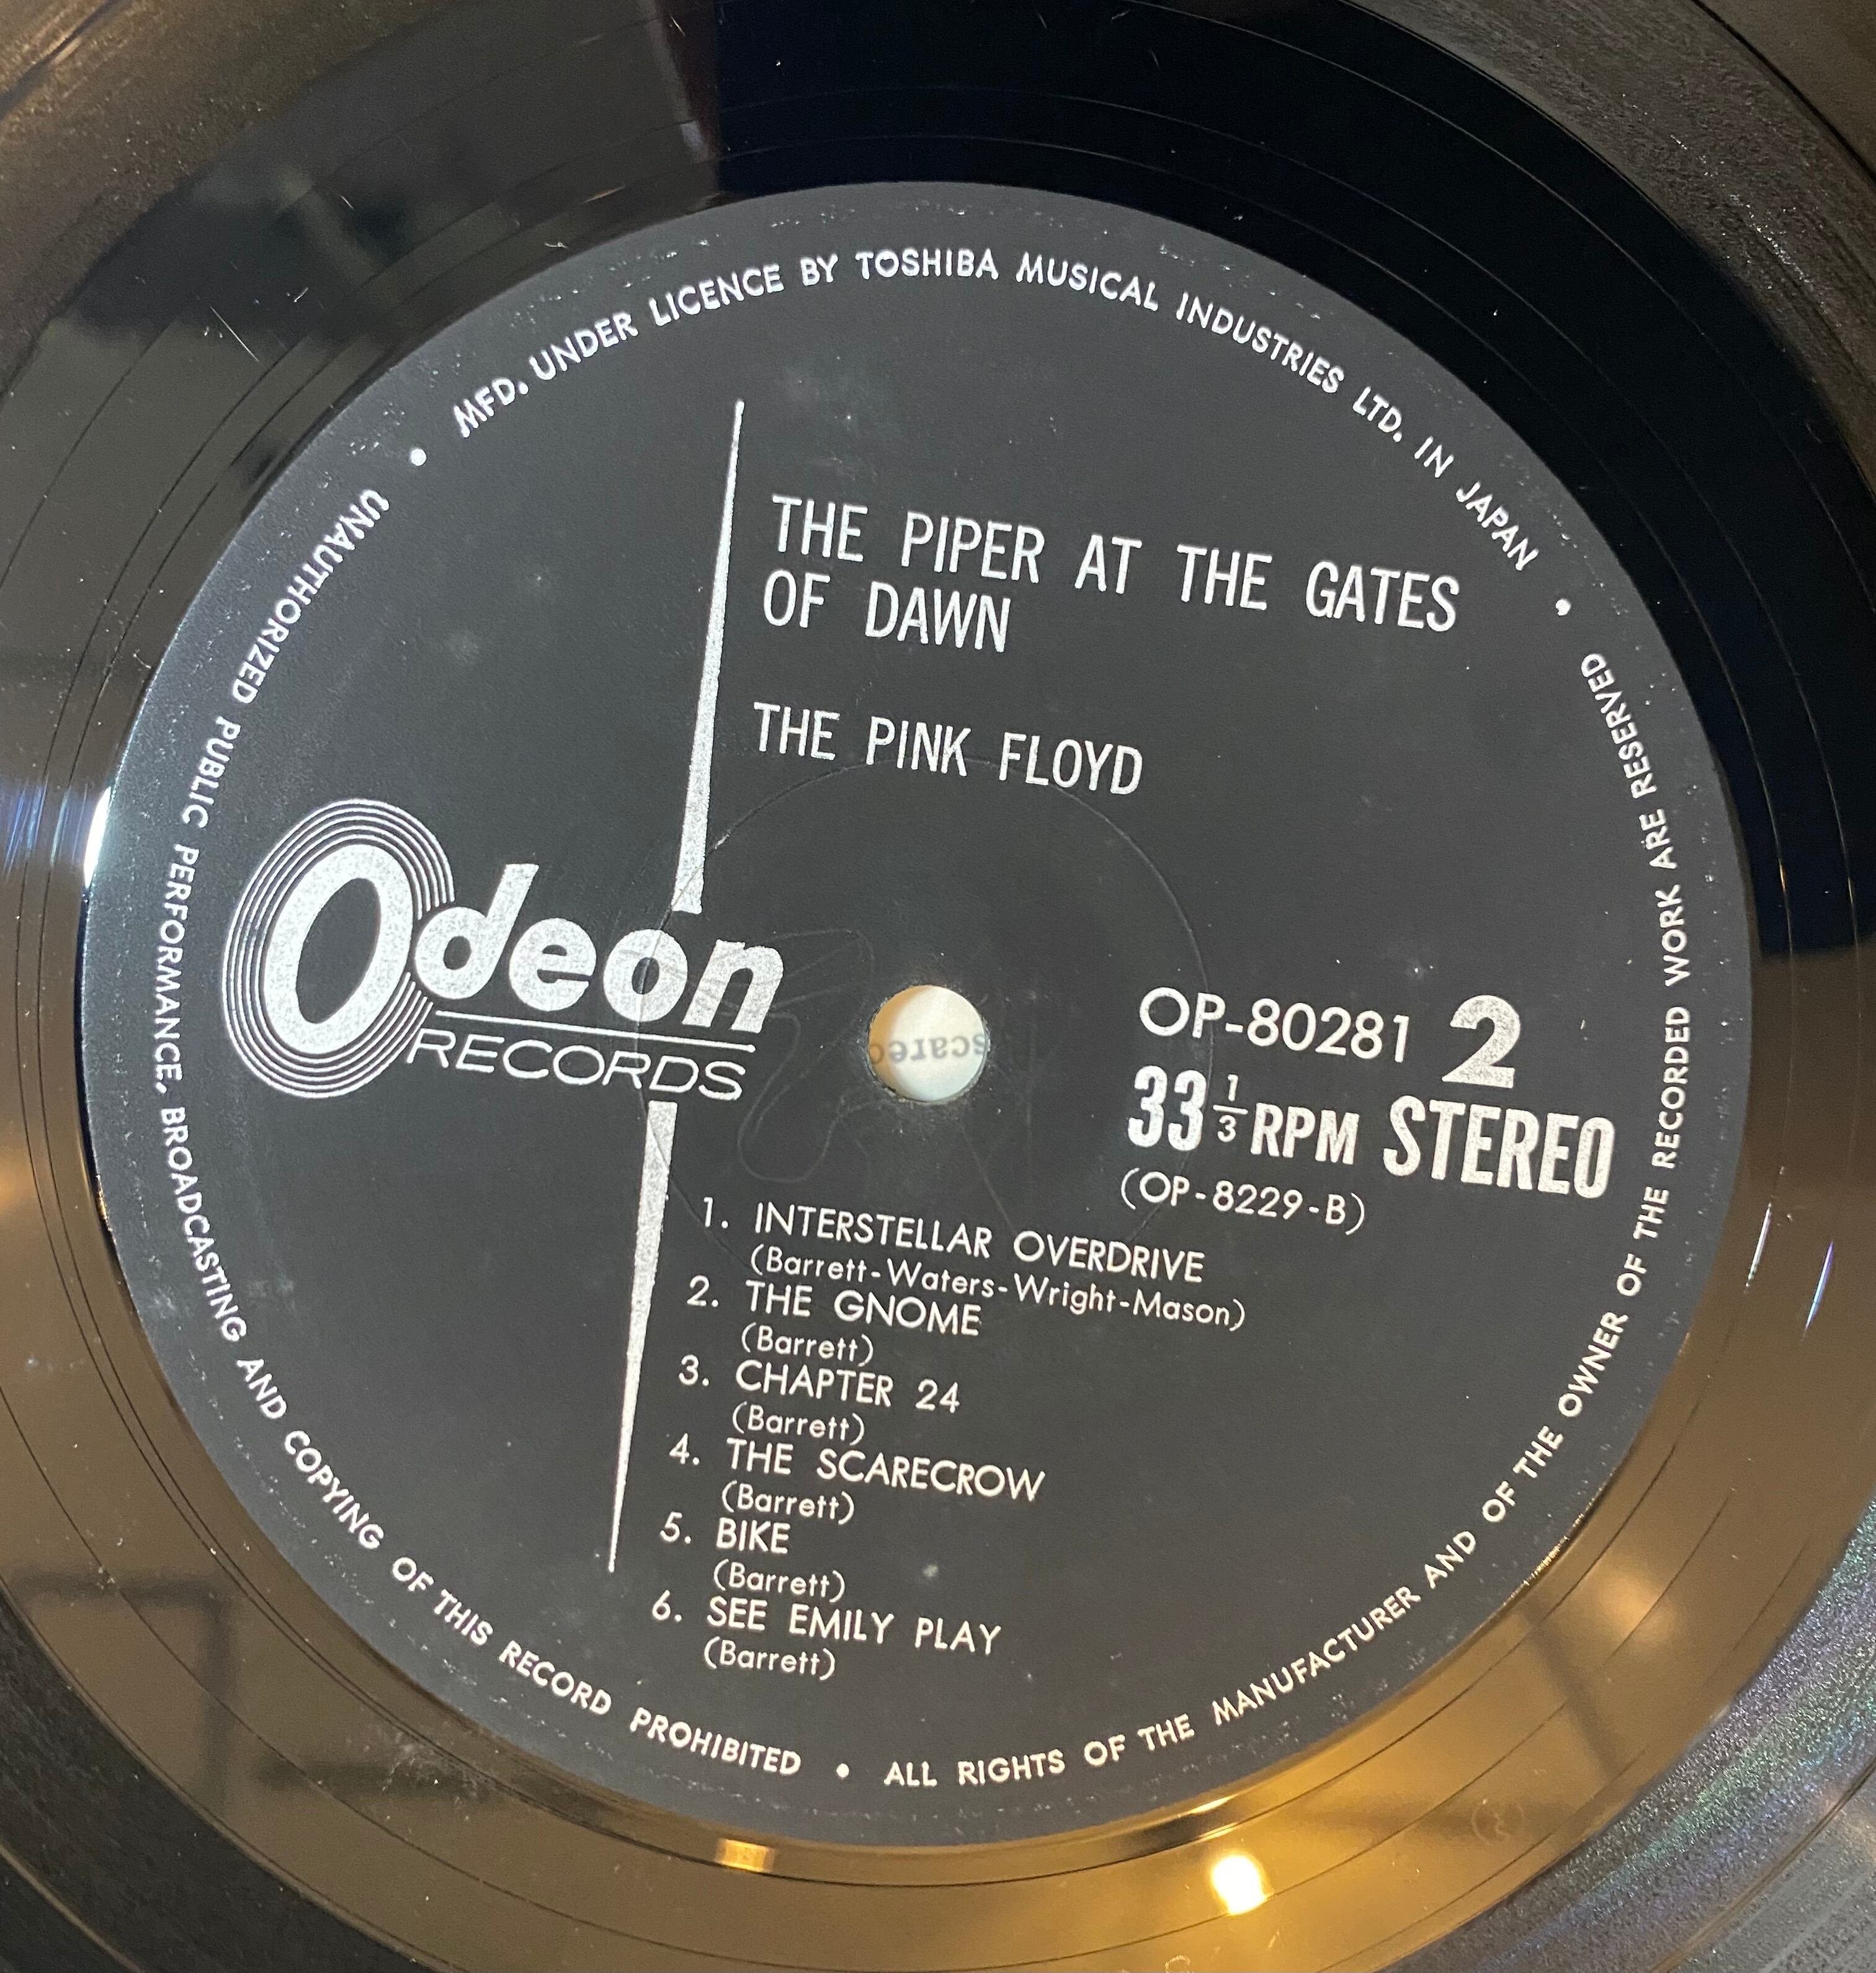 MFD. UNDER LICENCE BY TOSHIBA MUSICAL INDUSTRIES LTD. IN JAPAN
THE PIPER AT THE GATES
OF DAWN
THE PINK FLOYD
Odeon
RECORDS
OP-80281 2
33 1/3 RPM STEREO
(OP-8229-B)
1. INTERSTELLAR OVERDRIVE
(Barrett-Waters-Wright-Mason)
2. THE GNOME
(Barrett)
3. CHAPTER 24
(Barrett)
4. THE SCARECROW
(Barrett)
5. BIKE
(Barrett)
6. SEE EMILY PLAY
(Barrett)
UNAUTHORIZED PUBLIC PERFORMANCE, BROADCASTING AND COPYING OF THIS RECORD PROHIBITED • ALL RIGHTS OF THE MANUFACTURER AND OF THE OWNER OF THE RECORDED WORK ARE RESERVED •